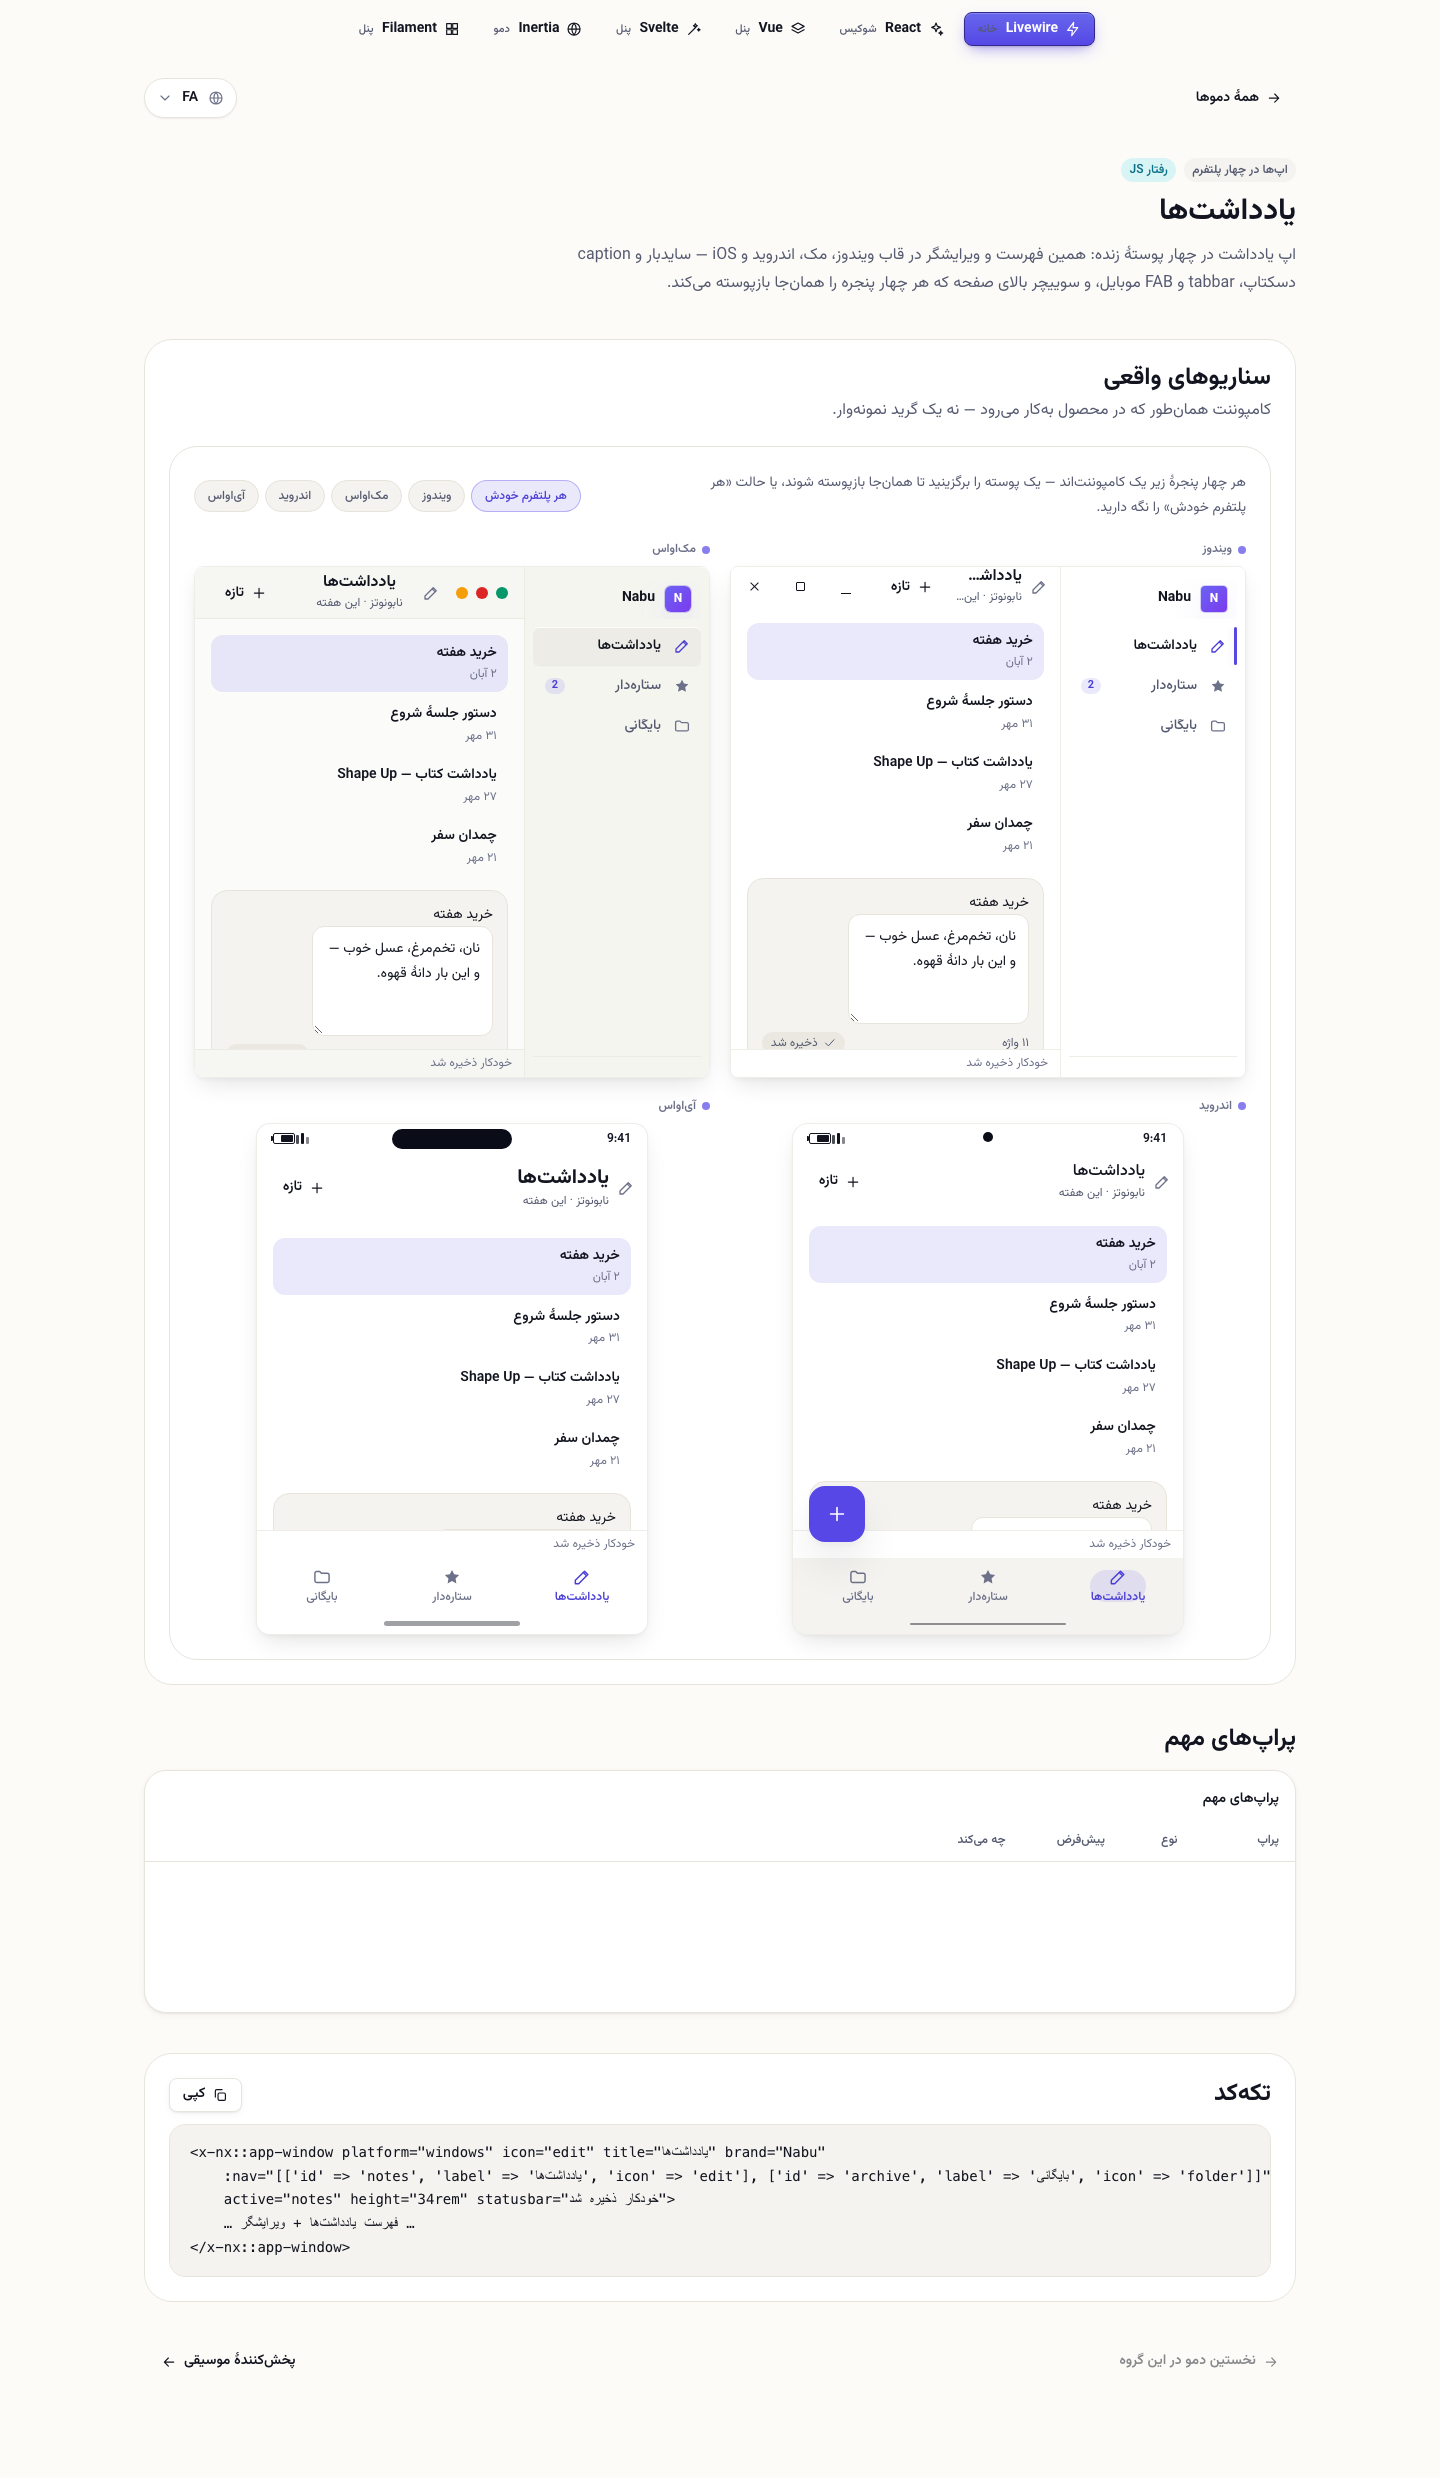 Livewire خانه
React شوکیس
Vue پنل
Svelte پنل
Inertia دمو
Filament پنل
همهٔ دموها
FA
اپ‌ها در چهار پلتفرم
رفتار JS
یادداشت‌ها
اپ یادداشت در چهار پوستهٔ زنده: همین فهرست و ویرایشگر در قاب ویندوز، مک، اندروید و iOS — سایدبار و caption
دسکتاپ، tabbar و FAB موبایل، و سوییچر بالای صفحه که هر چهار پنجره را همان‌جا بازپوسته می‌کند.
سناریوهای واقعی
کامپوننت همان‌طور که در محصول به‌کار می‌رود — نه یک گرید نمونه‌وار.
هر چهار پنجرهٔ زیر یک کامپوننت‌اند — یک پوسته را برگزینید تا همان‌جا بازپوسته شوند، یا حالت «هر
پلتفرم خودش» را نگه دارید.
هر پلتفرم خودش
ویندوز
مک‌اواس
اندروید
آی‌اواس
ویندوز
N Nabu
یادداشت‌ها
ستاره‌دار 2
بایگانی
یادداشـ...
نابونوتز · این...
تازه
خرید هفته
۲ آبان
دستور جلسهٔ شروع
۳۱ مهر
یادداشت کتاب — Shape Up
۲۷ مهر
چمدان سفر
۲۱ مهر
خرید هفته
نان، تخم‌مرغ، عسل خوب —
و این بار دانهٔ قهوه.
۱۱ واژه
ذخیره شد
خودکار ذخیره شد
مک‌اواس
N Nabu
یادداشت‌ها
ستاره‌دار 2
بایگانی
یادداشت‌ها
نابونوتز · این هفته
تازه
خرید هفته
۲ آبان
دستور جلسهٔ شروع
۳۱ مهر
یادداشت کتاب — Shape Up
۲۷ مهر
چمدان سفر
۲۱ مهر
خرید هفته
نان، تخم‌مرغ، عسل خوب —
و این بار دانهٔ قهوه.
خودکار ذخیره شد
اندروید
9:41
یادداشت‌ها
نابونوتز · این هفته
تازه
خرید هفته
۲ آبان
دستور جلسهٔ شروع
۳۱ مهر
یادداشت کتاب — Shape Up
۲۷ مهر
چمدان سفر
۲۱ مهر
خرید هفته
خودکار ذخیره شد
یادداشت‌ها
ستاره‌دار
بایگانی
آی‌اواس
9:41
یادداشت‌ها
نابونوتز · این هفته
تازه
خرید هفته
۲ آبان
دستور جلسهٔ شروع
۳۱ مهر
یادداشت کتاب — Shape Up
۲۷ مهر
چمدان سفر
۲۱ مهر
خرید هفته
خودکار ذخیره شد
یادداشت‌ها
ستاره‌دار
بایگانی
پراپ‌های مهم
پراپ‌های مهم
پراپ نوع پیش‌فرض چه می‌کند
تکه‌کد
کپی
<x-nx::app-window platform="windows" icon="edit" title="یادداشت‌ها" brand="Nabu"
:nav="[['id' => 'notes', 'label' => 'یادداشت‌ها', 'icon' => 'edit'], ['id' => 'archive', 'label' => 'بایگانی', 'icon' => 'folder']]"
active="notes" height="34rem" statusbar="خودکار ذخیره شد">
… فهرست یادداشت‌ها + ویرایشگر …
</x-nx::app-window>
نخستین دمو در این گروه
پخش‌کنندهٔ موسیقی